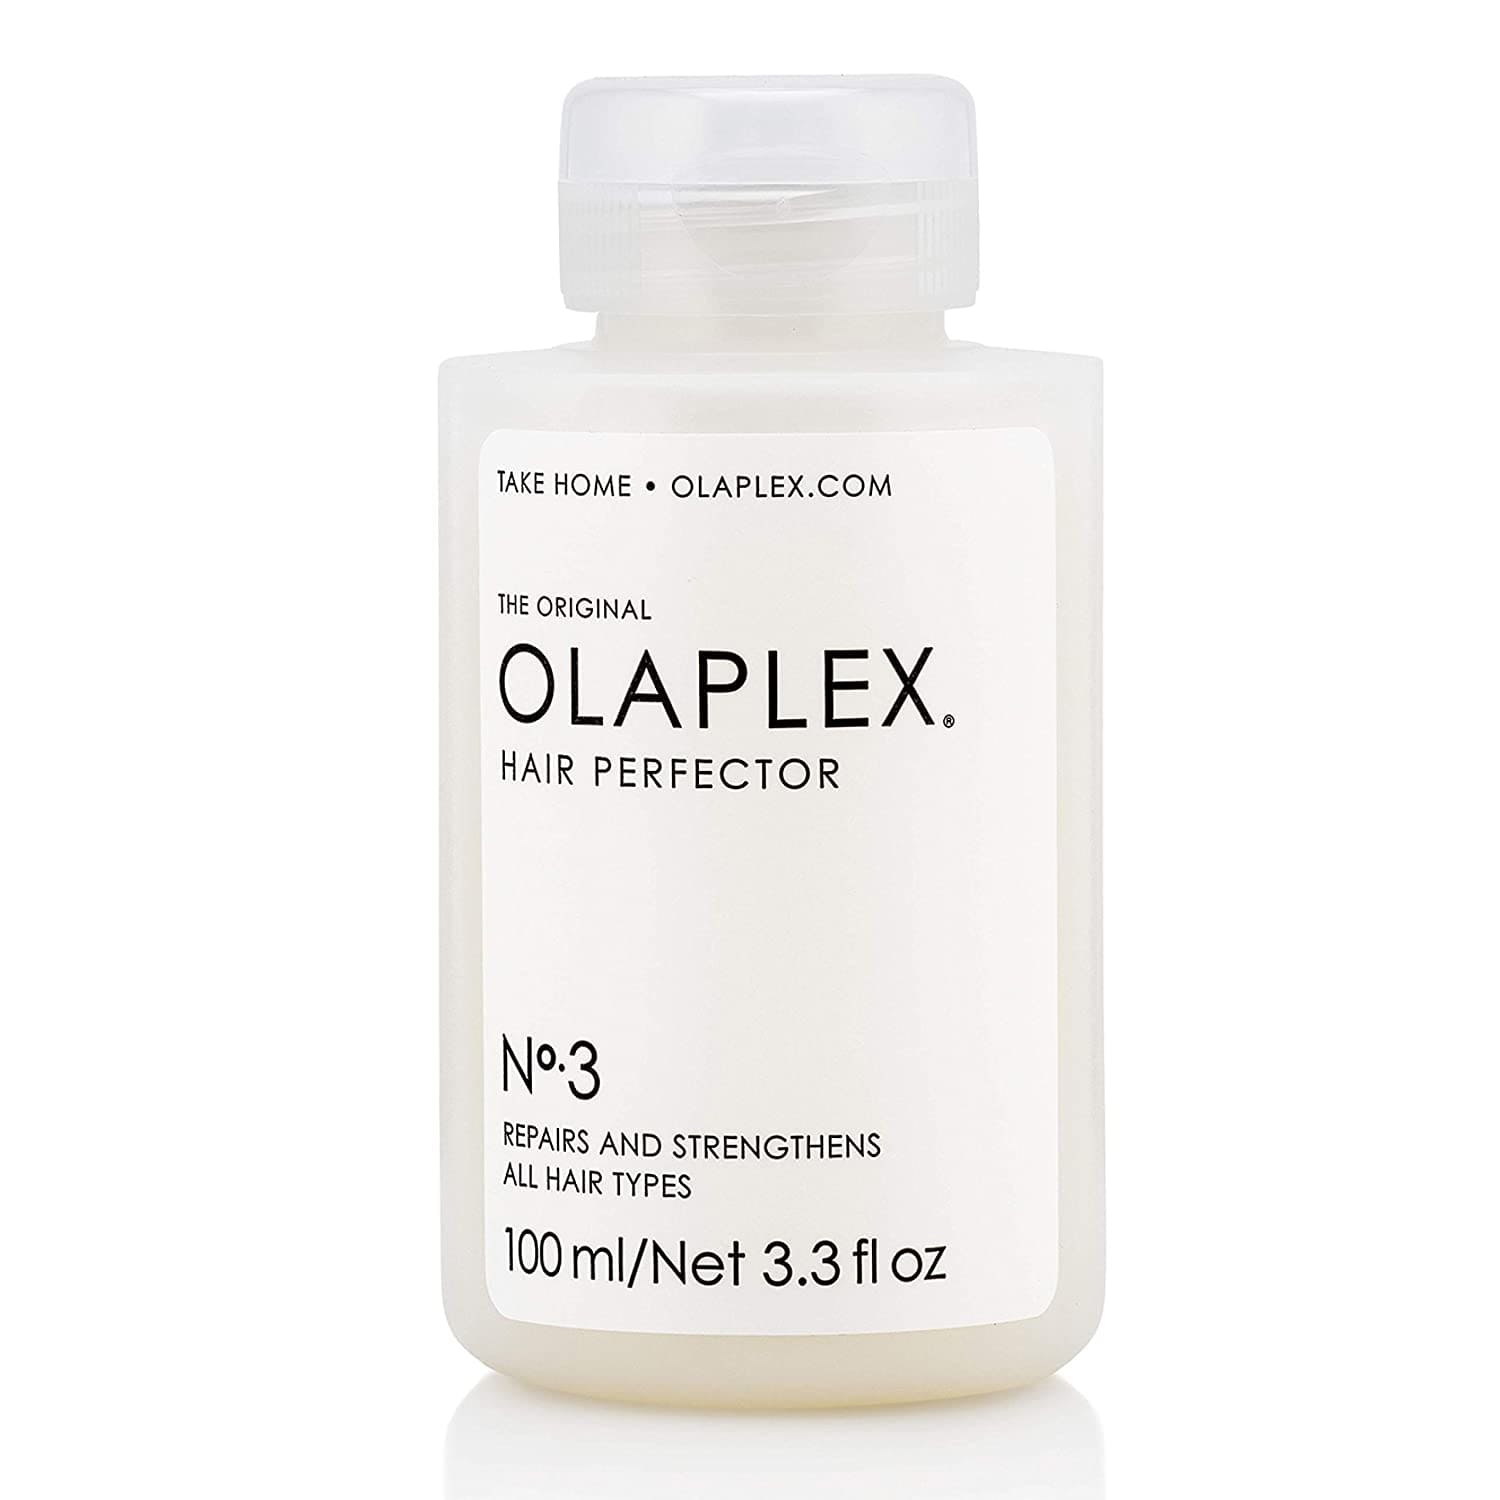 TAKE HOME • OLAPLEX.COM
THE ORIGINAL
OLAPLEX®
HAIR PERFECTOR
Nº.3
REPAIRS AND STRENGTHENS
ALL HAIR TYPES
100 ml/Net 3.3 fl oz